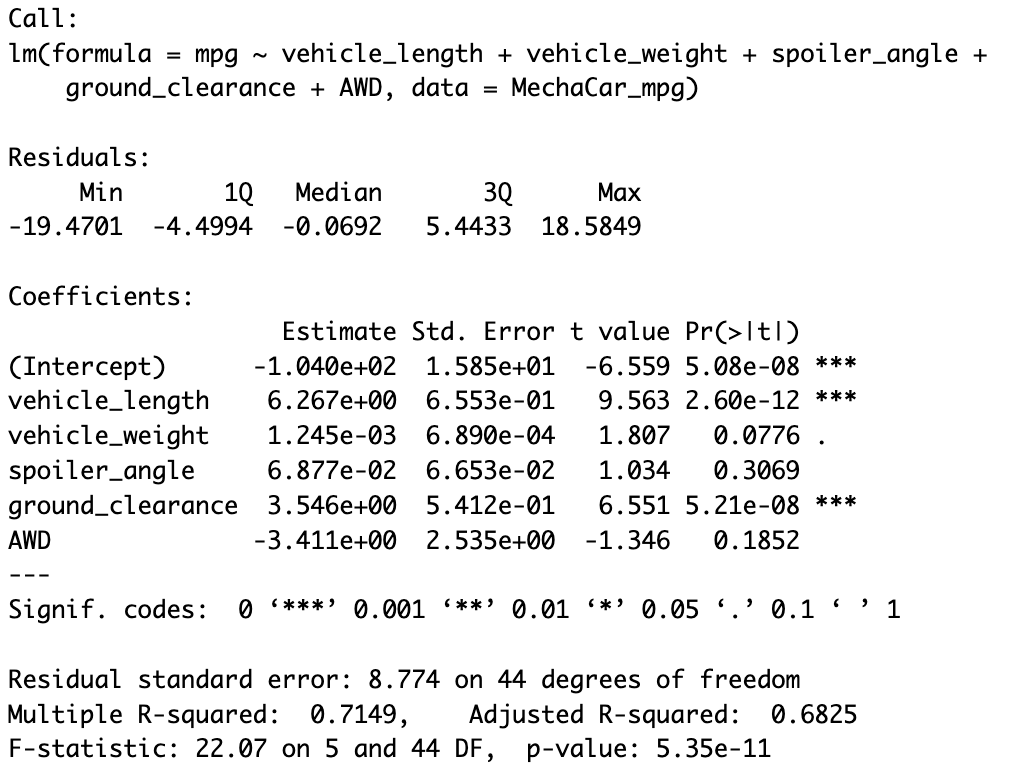 Call:
lm(formula = mpg ~ vehicle_length + vehicle_weight + spoiler_angle +
    ground_clearance + AWD, data = MechaCar_mpg)

Residuals:
     Min       1Q   Median       3Q      Max
-19.4701  -4.4994  -0.0692   5.4433  18.5849

Coefficients:
                   Estimate Std. Error t value Pr(>|t|)
(Intercept)      -1.040e+02  1.585e+01  -6.559 5.08e-08 ***
vehicle_length    6.267e+00  6.553e-01   9.563 2.60e-12 ***
vehicle_weight    1.245e-03  6.890e-04   1.807   0.0776 .
spoiler_angle     6.877e-02  6.653e-02   1.034   0.3069
ground_clearance  3.546e+00  5.412e-01   6.551 5.21e-08 ***
AWD              -3.411e+00  2.535e+00  -1.346   0.1852
---
Signif. codes:  0 ‘***’ 0.001 ‘**’ 0.01 ‘*’ 0.05 ‘.’ 0.1 ‘ ’ 1

Residual standard error: 8.774 on 44 degrees of freedom
Multiple R-squared:  0.7149,    Adjusted R-squared:  0.6825
F-statistic: 22.07 on 5 and 44 DF,  p-value: 5.35e-11